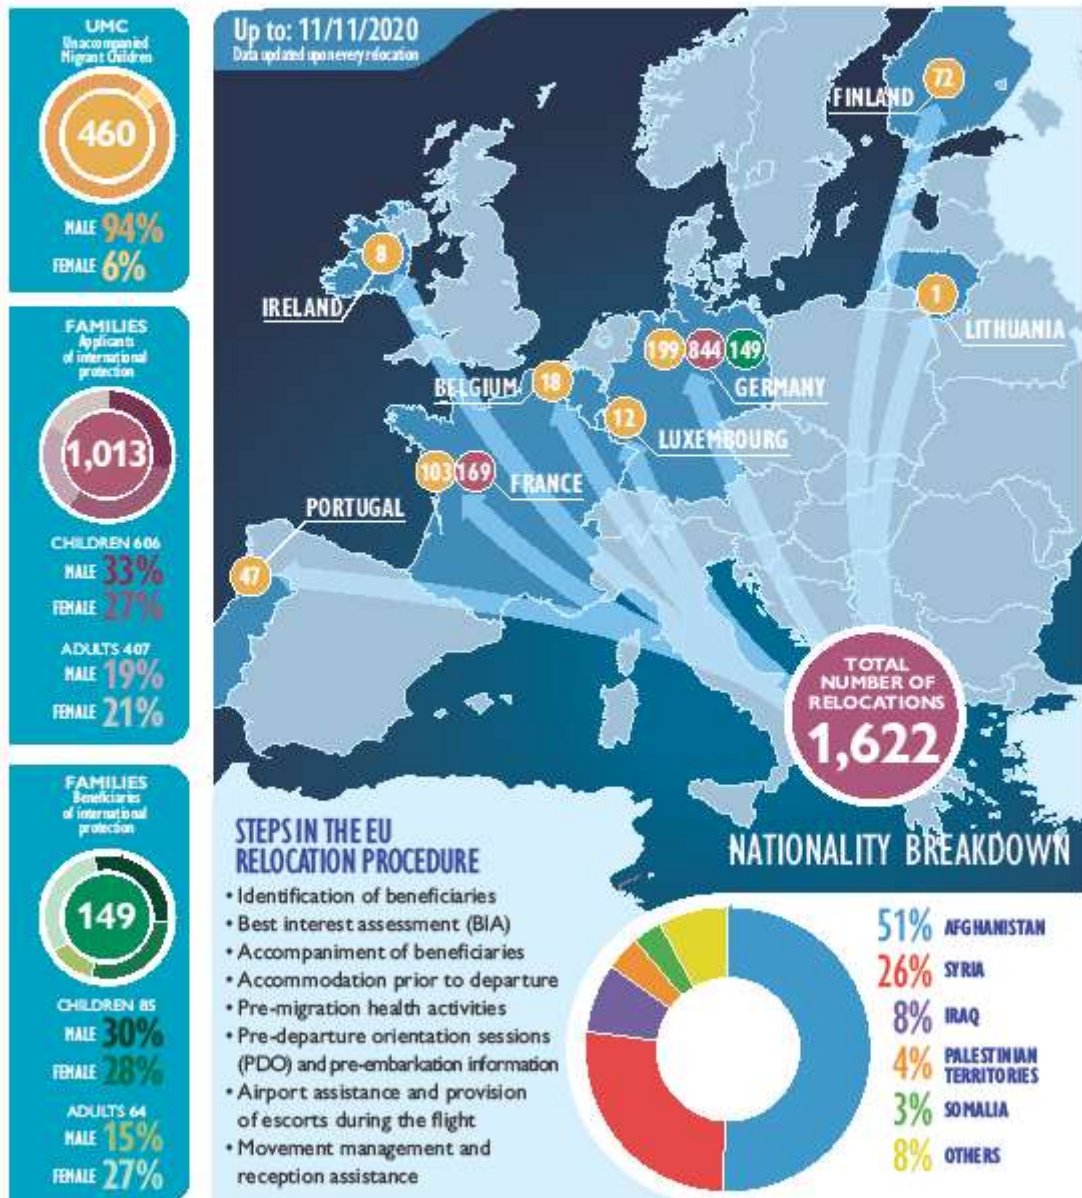 UMC
Unaccompanied
Migrant Children
460
MALE 94%
FEMALE 6%
FAMILIES
Applicants
of international
protection
1,013
CHILDREN 606
MALE 33%
FEMALE 27%
ADULTS 407
MALE 19%
FEMALE 21%
FAMILIES
Beneficiaries
of international
protection
149
CHILDREN 85
MALE 30%
FEMALE 28%
ADULTS 64
MALE 15%
FEMALE 27%
Up to: 11/11/2020
Data updated upon every relocation
72
FINLAND
8
IRELAND
1
LITHUANIA
199 844 149
GERMANY
18
BELGIUM
12
LUXEMBOURG
103 169
FRANCE
PORTUGAL
47
TOTAL
NUMBER OF
RELOCATIONS
1,622
STEPS IN THE EU
RELOCATION PROCEDURE
• Identification of beneficiaries
• Best interest assessment (BIA)
• Accompaniment of beneficiaries
• Accommodation prior to departure
• Pre-migration health activities
• Pre-departure orientation sessions
(PDO) and pre-embarkation information
• Airport assistance and provision
of escorts during the flight
• Movement management and
reception assistance
NATIONALITY BREAKDOWN
51% AFGHANISTAN
26% SYRIA
8% IRAQ
4% PALESTINIAN
TERRITORIES
3% SOMALIA
8% OTHERS